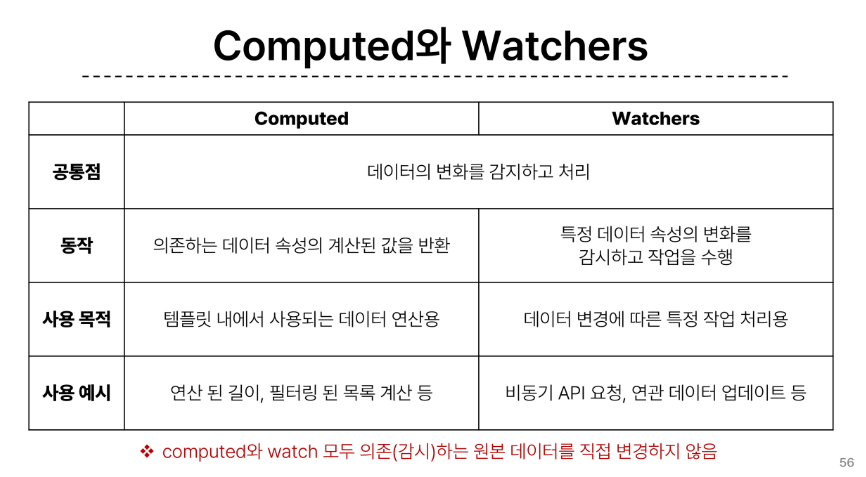 Computed와 Watchers
Computed Watchers
공통점 데이터의 변화를 감지하고 처리
동작 의존하는 데이터 속성의 계산된 값을 반환 특정 데이터 속성의 변화를
감시하고 작업을 수행
사용 목적 템플릿 내에서 사용되는 데이터 연산용 데이터 변경에 따른 특정 작업 처리용
사용 예시 연산 된 길이, 필터링 된 목록 계산 등 비동기 API 요청, 연관 데이터 업데이트 등
❖ computed와 watch 모두 의존(감시)하는 원본 데이터를 직접 변경하지 않음
56